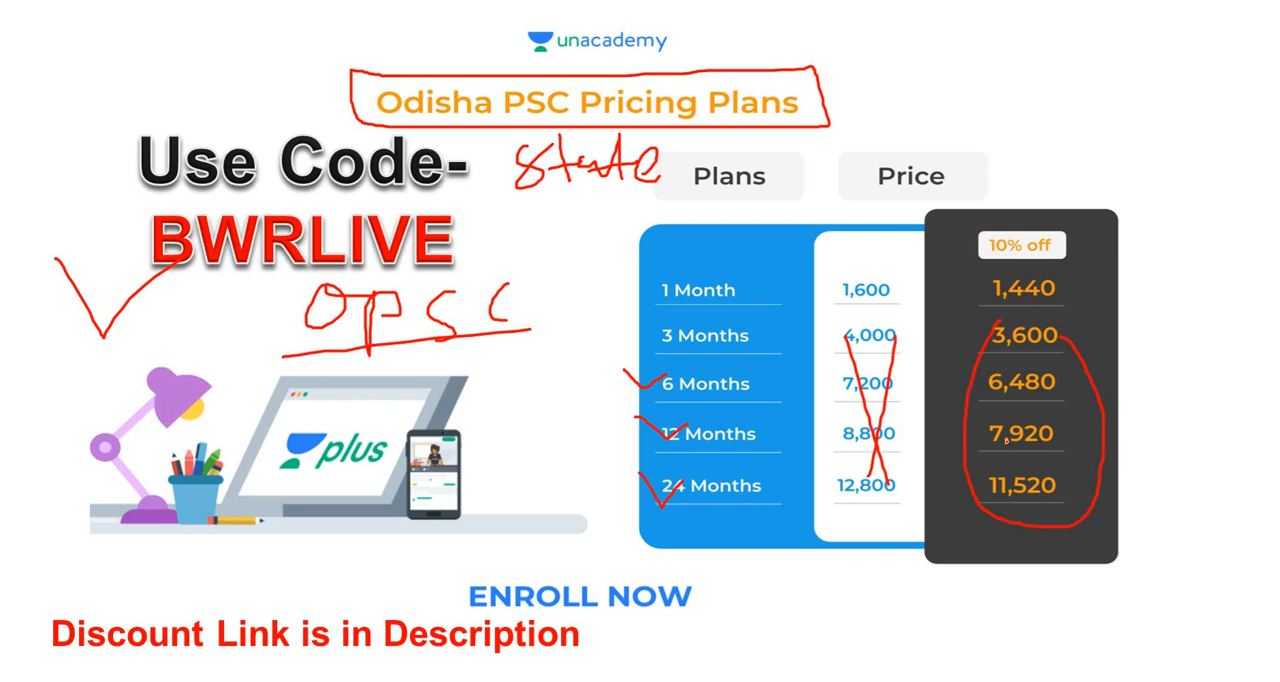 unacademy
Odisha PSC Pricing Plans
Use Code-
BWRLIVE
state
OPSC
plus
Plans Price
10% off
1 Month 1,600 1,440
3 Months 4,000 3,600
6 Months 7,200 6,480
12 Months 8,800 7,920
24 Months 12,800 11,520
ENROLL NOW
Discount Link is in Description